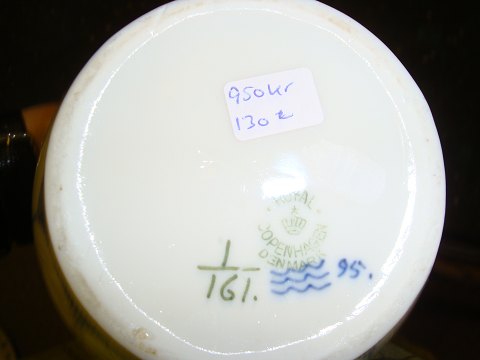 950kr
130€
ROYAL
COPENHAGEN
DENMARK
1
161.
95.